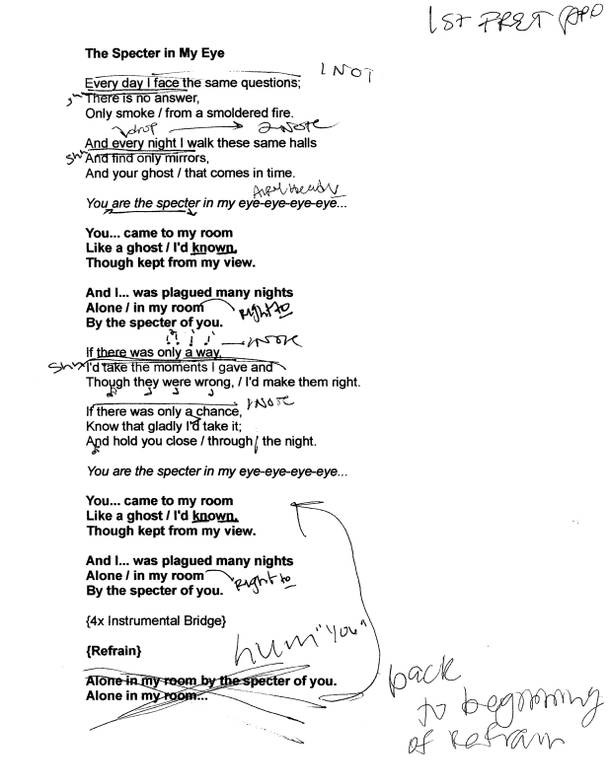 1ST FRET CAPO
The Specter in My Eye
1 NOT
Every day I face the same questions;
There is no answer,
Only smoke / from a smoldered fire.
drop 2 NOTE
And every night I walk these same halls
And find only mirrors,
And your ghost / that comes in time.
You are the specter in my eye-eye-eye-eye...
You... came to my room
Like a ghost / I'd known,
Though kept from my view.
And I... was plagued many nights
Alone / in my room
right to
By the specter of you.
NOTE
If there was only a way,
I'd take the moments I gave and
Though they were wrong, / I'd make them right.
1 NOTE
If there was only a chance,
Know that gladly I'd take it;
And hold you close / through / the night.
You are the specter in my eye-eye-eye-eye...
You... came to my room
Like a ghost / I'd known,
Though kept from my view.
And I... was plagued many nights
Alone / in my room
Right to
By the specter of you.
{4x Instrumental Bridge}
hum "You"
{Refrain}
Alone in my room by the specter of you.
Alone in my room...
back
to beginning
of refrain